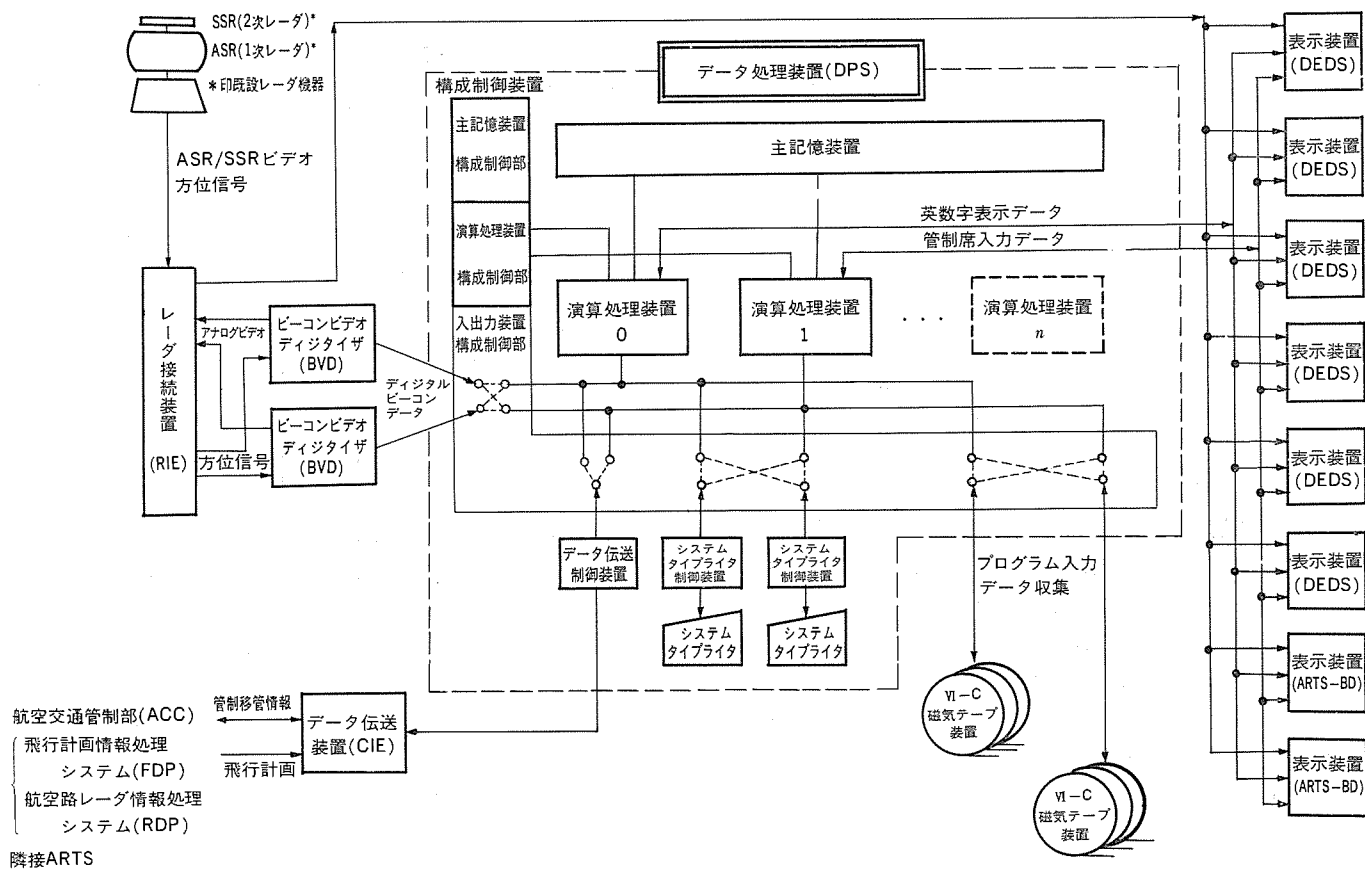 SSR(2次レーダ)*
ASR(1次レーダ)*
*印既設レーダ機器
ASR/SSRビデオ
方位信号
レーダ接続装置
(RIE)
アナログビデオ
方位信号
ビーコンビデオ
ディジタイザ
(BVD)
ビーコンビデオ
ディジタイザ
(BVD)
ディジタル
ビーコン
データ
データ処理装置(DPS)
構成制御装置
主記憶装置
構成制御部
演算処理装置
構成制御部
入出力装置
構成制御部
主記憶装置
英数字表示データ
管制席入力データ
演算処理装置
0
演算処理装置
1
· · ·
演算処理装置
n
データ伝送
制御装置
システム
タイプライタ
制御装置
システム
タイプライタ
制御装置
システム
タイプライタ
システム
タイプライタ
プログラム入力
データ収集
VI-C
磁気テープ
装置
VI-C
磁気テープ
装置
航空交通管制部(ACC)
飛行計画情報処理
システム(FDP)
航空路レーダ情報処理
システム(RDP)
隣接ARTS
管制移管情報
飛行計画
データ伝送
装置(CIE)
表示装置
(DEDS)
表示装置
(DEDS)
表示装置
(DEDS)
表示装置
(DEDS)
表示装置
(DEDS)
表示装置
(DEDS)
表示装置
(ARTS-BD)
表示装置
(ARTS-BD)